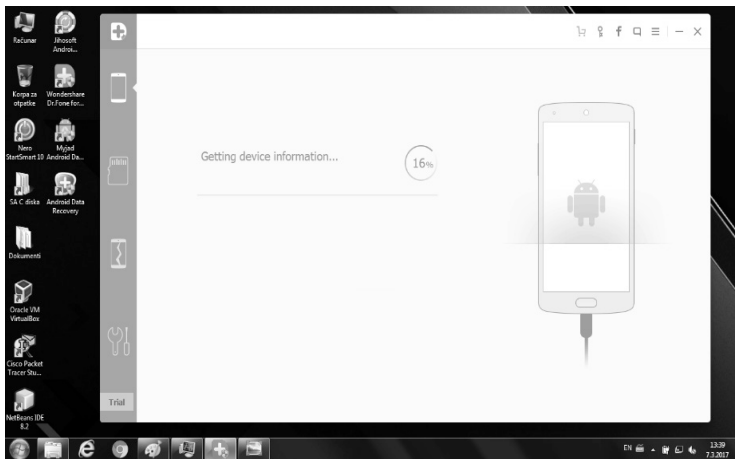 Računar
Jihosoft
Androi...
Korpa za
otpatke
Wondershare
Dr.Fone for...
Nero
StartSmart 10
Myjad
Android Da...
SA C diska
Android Data
Recovery
Dokumenti
Oracle VM
VirtualBox
Cisco Packet
Tracer Stu...
NetBeans IDE
8.2
Getting device information...
16%
Trial
EN
13:39
7.3.2017